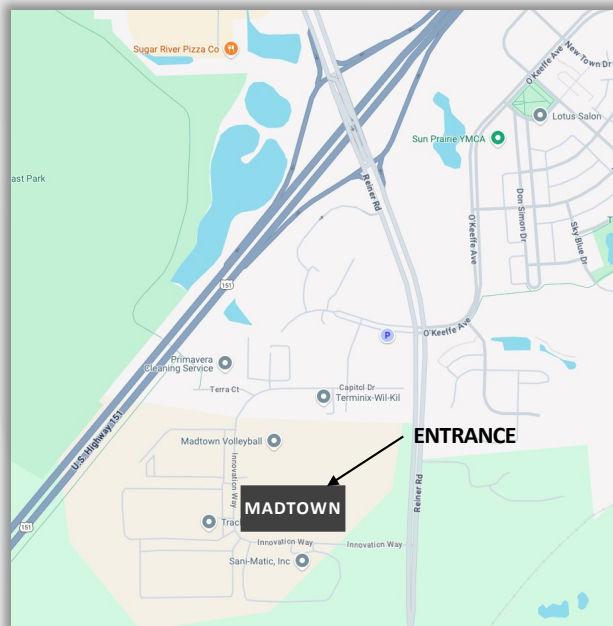 Sugar River Pizza Co
O'Keeffe Ave
New Town Dr
Lotus Salon
Sun Prairie YMCA
ast Park
Reiner Rd
Don Simon Dr
Sky Blue Dr
T
O'Keeffe Ave
151
P
O'Keeffe Ave
Primavera
Cleaning Service
Terra Ct
Capitol Dr
Terminix-Wil-Kil
U.S. Highway 151
Madtown Volleyball
ENTRANCE
Innovation Way
Reiner Rd
MADTOWN
Trac
151
Innovation Way
Innovation Way
Sani-Matic, Inc